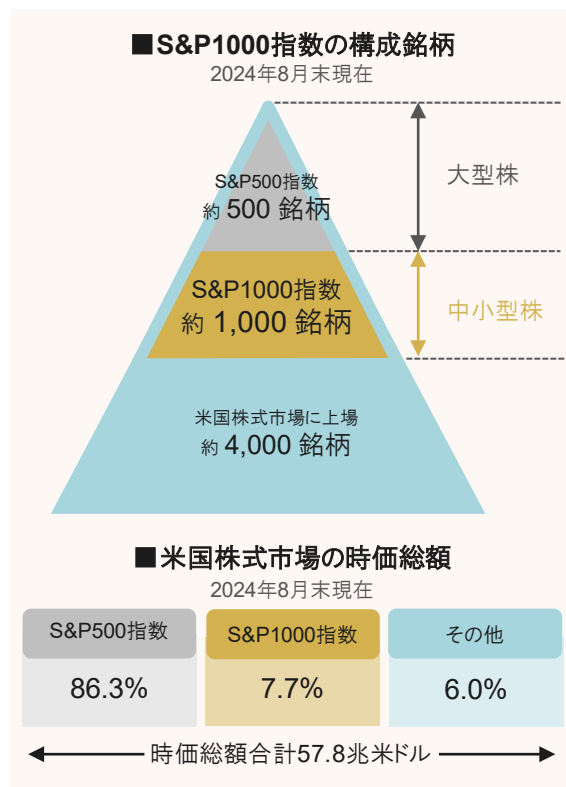 ■S&P1000指数の構成銘柄
2024年8月末現在
S&P500指数
約 500 銘柄
大型株
S&P1000指数
約 1,000 銘柄
中小型株
米国株式市場に上場
約 4,000 銘柄
■米国株式市場の時価総額
2024年8月末現在
S&P500指数
S&P1000指数
その他
86.3%
7.7%
6.0%
時価総額合計57.8兆米ドル